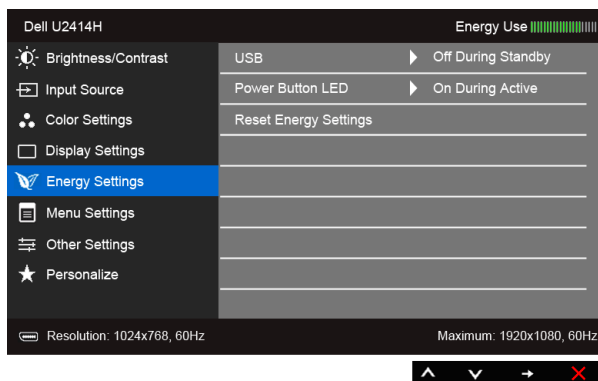 Dell U2414H Energy Use
Brightness/Contrast USB Off During Standby
Input Source Power Button LED On During Active
Color Settings Reset Energy Settings
Display Settings
Energy Settings
Menu Settings
Other Settings
Personalize
Resolution: 1024x768, 60Hz Maximum: 1920x1080, 60Hz